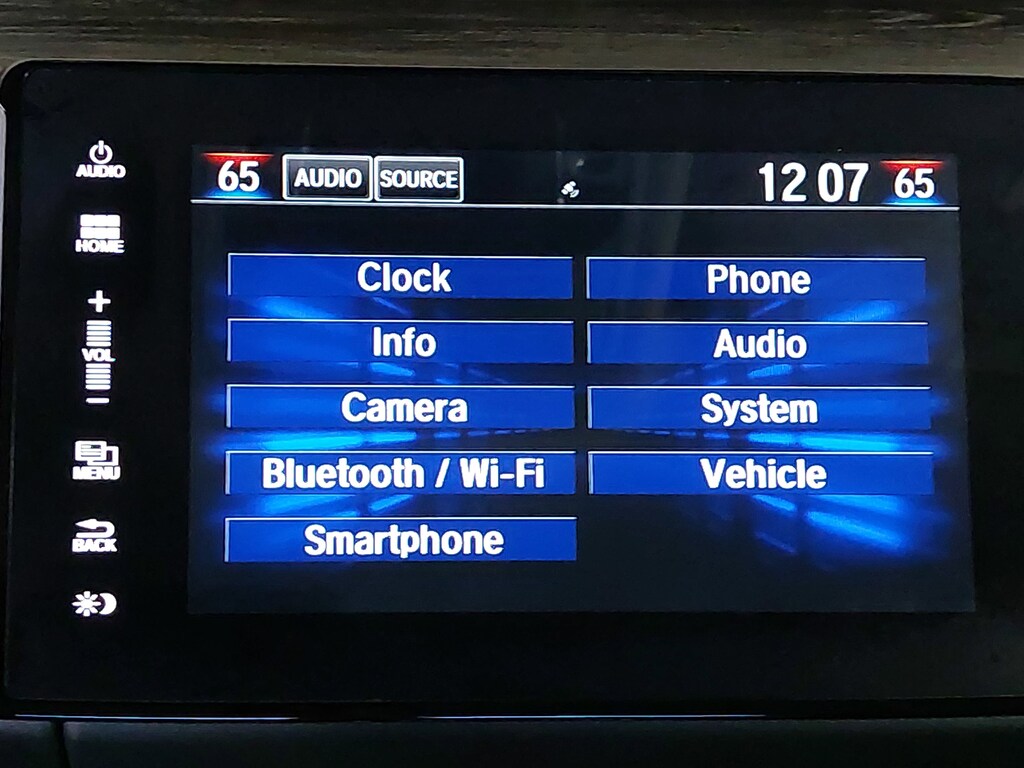 AUDIO
HOME
+
VOL
-
MENU
BACK
65 AUDIO SOURCE 12 07 65
Clock Phone
Info Audio
Camera System
Bluetooth / Wi-Fi Vehicle
Smartphone